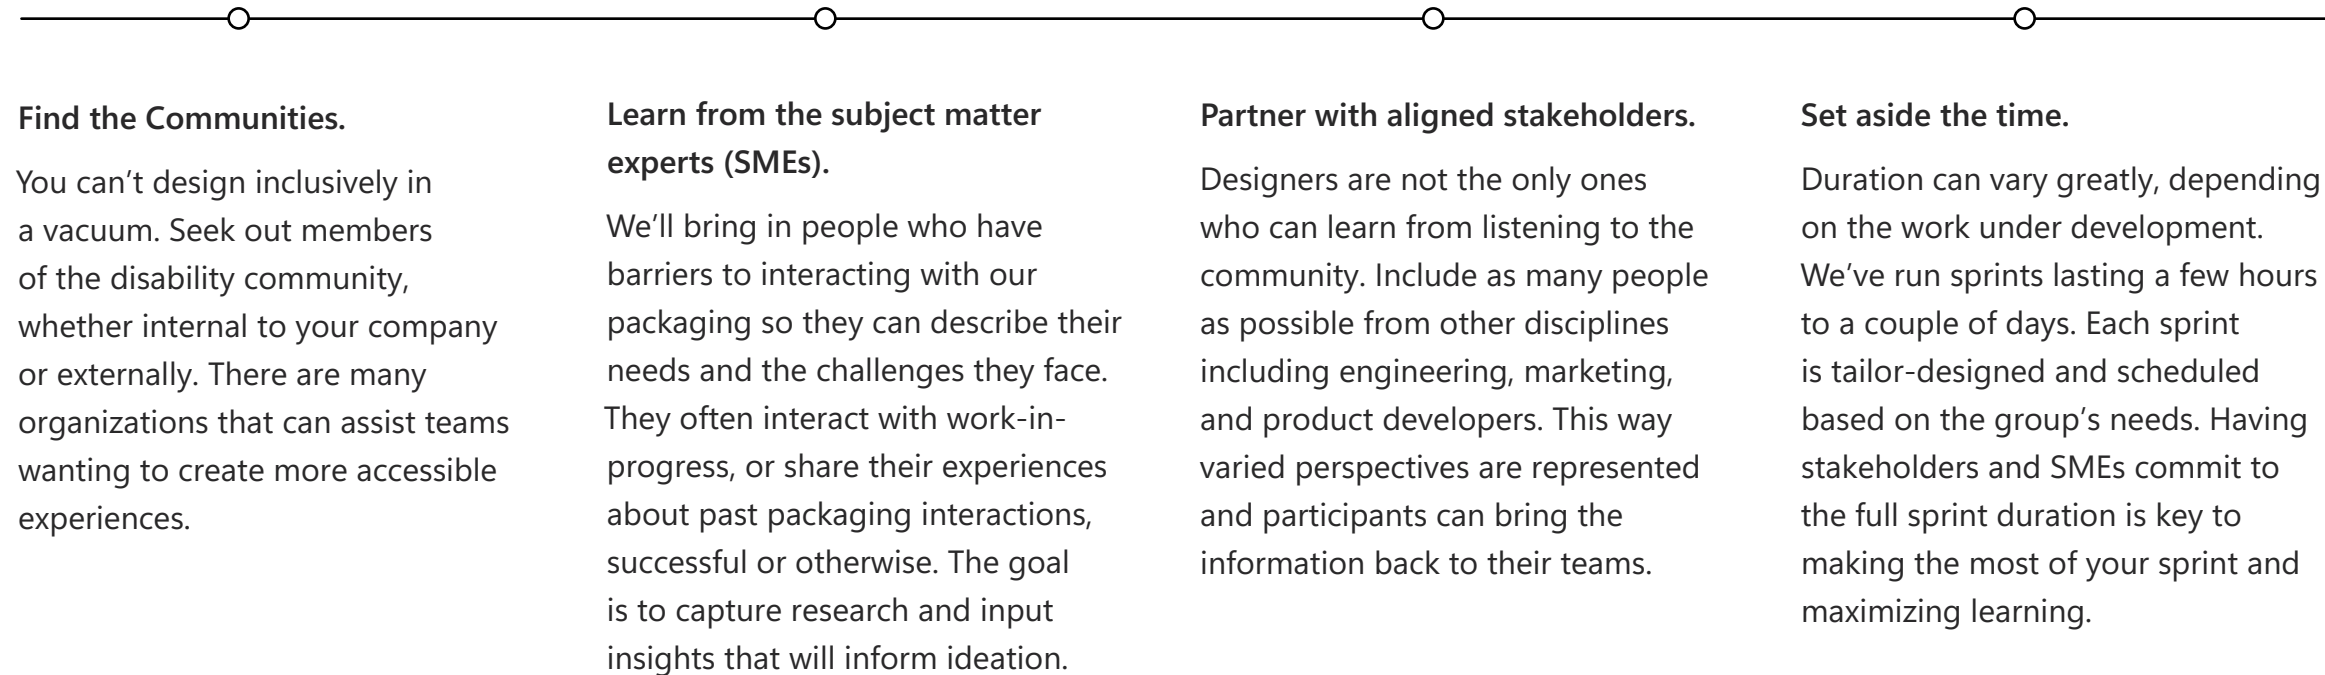 Find the Communities.
You can’t design inclusively in
a vacuum. Seek out members
of the disability community,
whether internal to your company
or externally. There are many
organizations that can assist teams
wanting to create more accessible
experiences.
Learn from the subject matter
experts (SMEs).
We’ll bring in people who have
barriers to interacting with our
packaging so they can describe their
needs and the challenges they face.
They often interact with work-in-
progress, or share their experiences
about past packaging interactions,
successful or otherwise. The goal
is to capture research and input
insights that will inform ideation.
Partner with aligned stakeholders.
Designers are not the only ones
who can learn from listening to the
community. Include as many people
as possible from other disciplines
including engineering, marketing,
and product developers. This way
varied perspectives are represented
and participants can bring the
information back to their teams.
Set aside the time.
Duration can vary greatly, depending
on the work under development.
We’ve run sprints lasting a few hours
to a couple of days. Each sprint
is tailor-designed and scheduled
based on the group’s needs. Having
stakeholders and SMEs commit to
the full sprint duration is key to
making the most of your sprint and
maximizing learning.